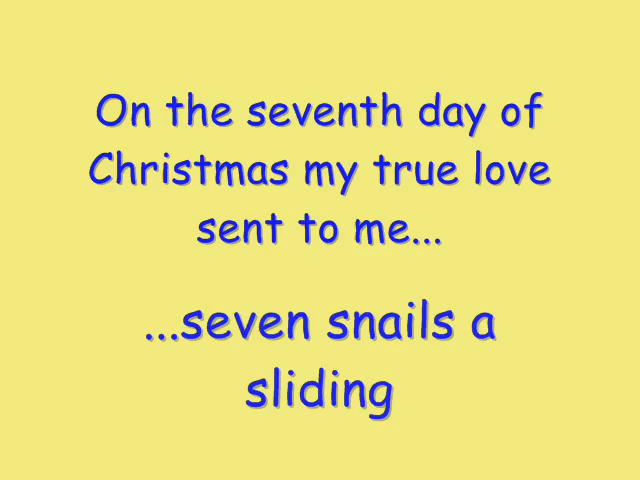 On the seventh day of
Christmas my true love
sent to me...
...seven snails a
sliding